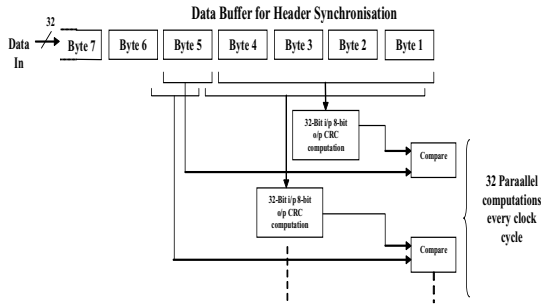 Data Buffer for Header Synchronisation
32
Data
In
Byte 7 Byte 6 Byte 5 Byte 4 Byte 3 Byte 2 Byte 1
32-Bit i/p 8-bit
o/p CRC
computation
Compare
32-Bit i/p 8-bit
o/p CRC
computation
Compare
32 Paraallel
computations
every clock
cycle